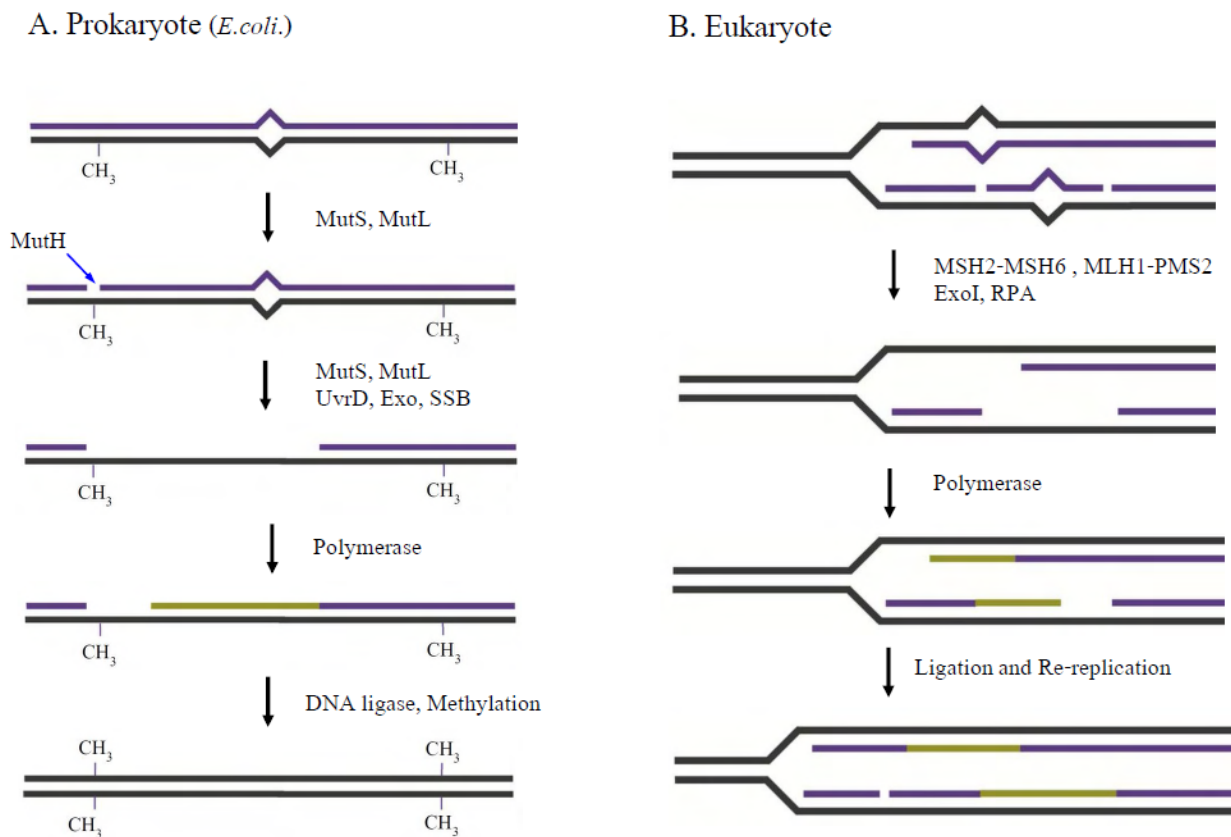 A. Prokaryote (E.coli.)
CH3
CH3
MutS, MutL
MutH
CH3
CH3
MutS, MutL
UvrD, Exo, SSB
CH3
CH3
Polymerase
CH3
CH3
DNA ligase, Methylation
CH3
CH3
CH3
CH3
B. Eukaryote
MSH2-MSH6 , MLH1-PMS2
ExoI, RPA
Polymerase
Ligation and Re-replication